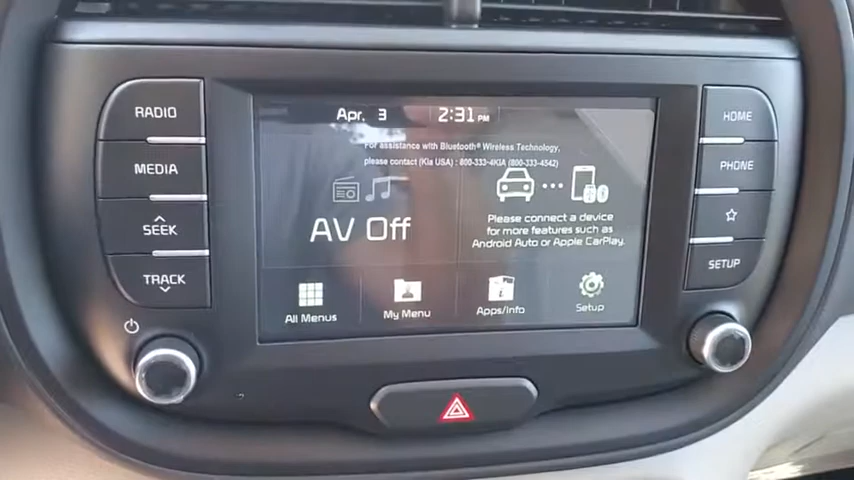 RADIO
MEDIA
SEEK
TRACK
Apr. 3 2:31 PM
For assistance with Bluetooth® Wireless Technology,
please contact (Kia USA) : 800-333-4KIA (800-333-4542)
AV Off
Please connect a device
for more features such as
Android Auto or Apple CarPlay.
All Menus
My Menu
Apps/Info
Setup
HOME
PHONE
SETUP